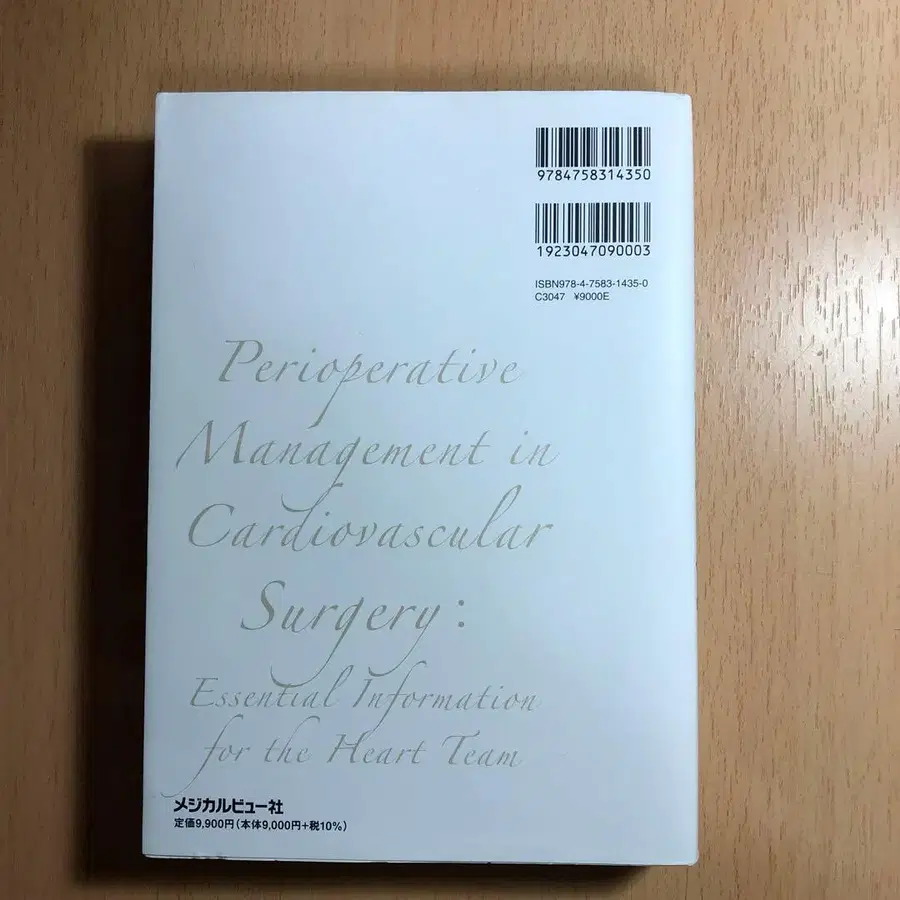 9784758314350
1923047090003
ISBN978-4-7583-1435-0
C3047 ¥9000E
Perioperative
Management in
Cardiovascular
Surgery:
Essential Information
for the Heart Team
メジカルビュー社
定価9,900円(本体9,000円+税10%)